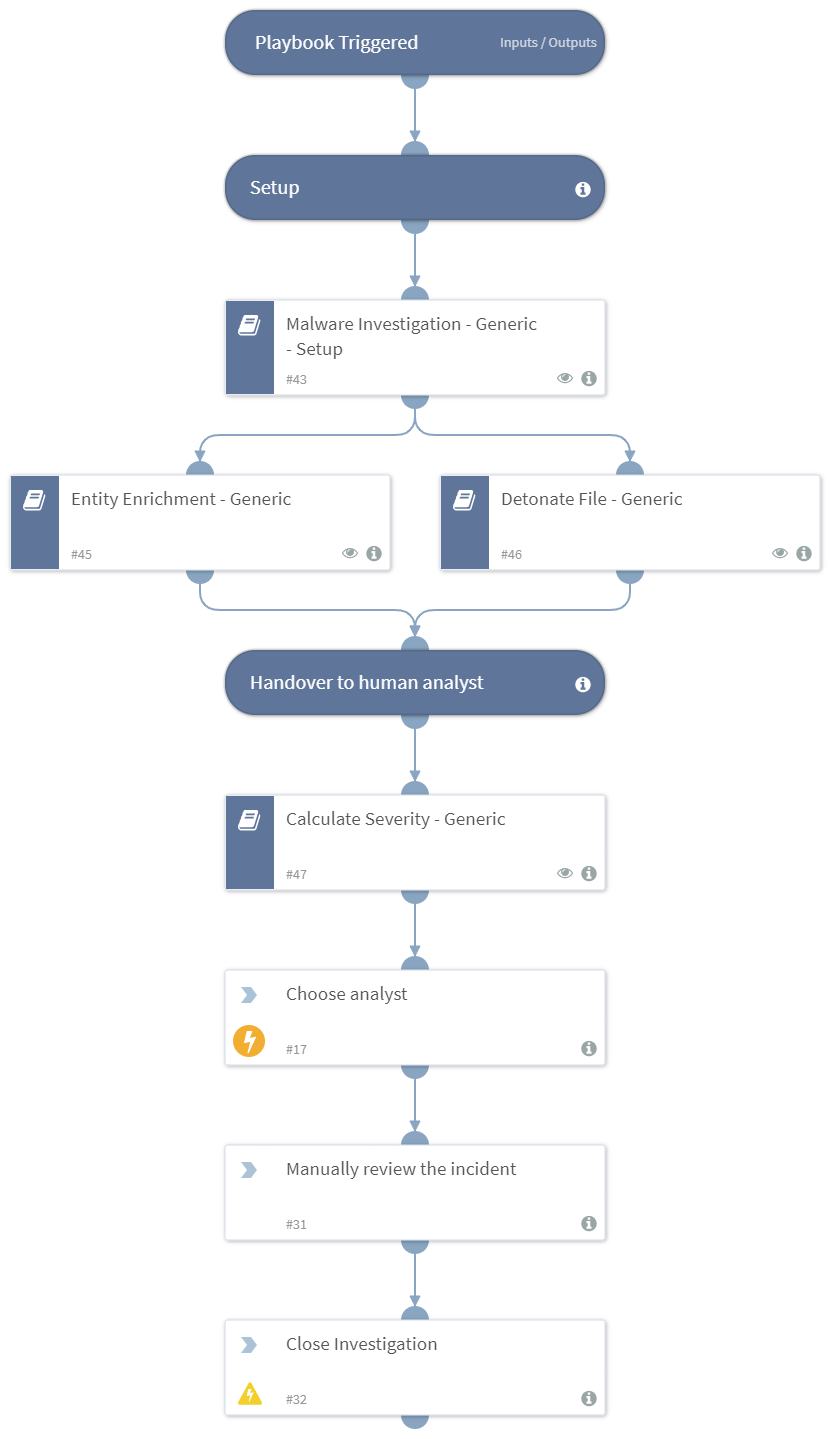 Playbook Triggered
Inputs / Outputs
Setup
Malware Investigation - Generic
- Setup
#43
Entity Enrichment - Generic
#45
Detonate File - Generic
#46
Handover to human analyst
Calculate Severity - Generic
#47
Choose analyst
#17
Manually review the incident
#31
Close Investigation
#32